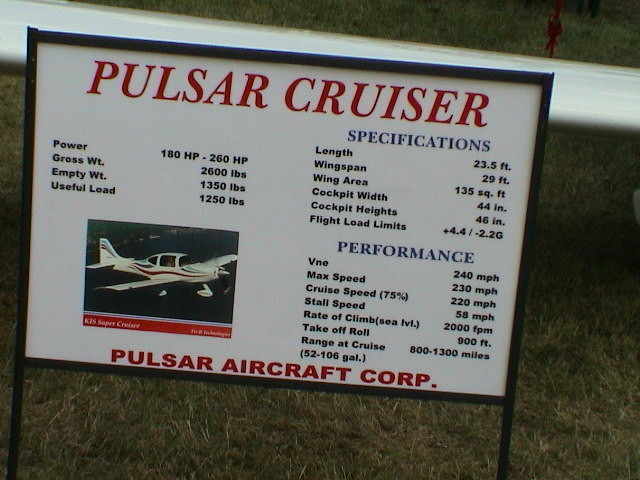 PULSAR CRUISER
Power 180 HP - 260 HP
Gross Wt. 2600 lbs
Empty Wt. 1350 lbs
Useful Load 1250 lbs
KIS Super Cruiser
Tri-R Technologies
SPECIFICATIONS
Length 23.5 ft.
Wingspan 29 ft.
Wing Area 135 sq. ft
Cockpit Width 44 in.
Cockpit Heights 46 in.
Flight Load Limits +4.4 / -2.2G
PERFORMANCE
Vne 240 mph
Max Speed 230 mph
Cruise Speed (75%) 220 mph
Stall Speed 58 mph
Rate of Climb(sea lvl.) 2000 fpm
Take off Roll 900 ft.
Range at Cruise 800-1300 miles
(52-106 gal.)
PULSAR AIRCRAFT CORP.